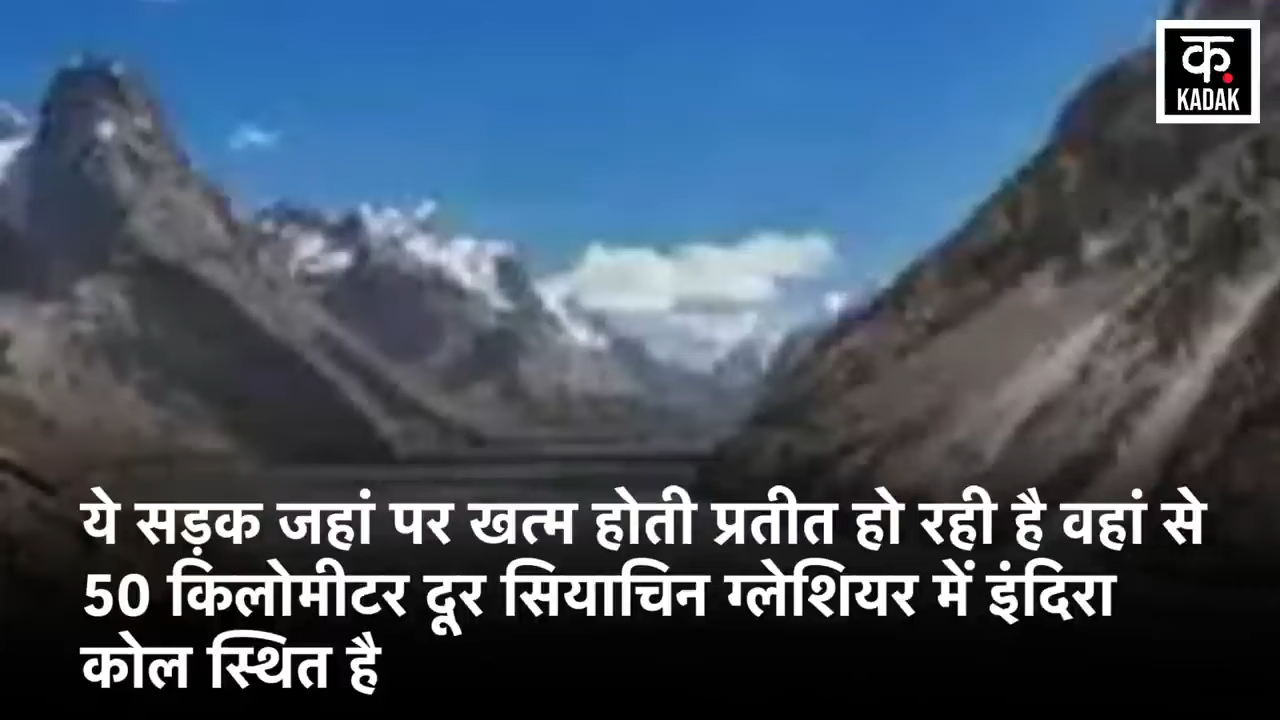 क.
KADAK
ये सड़क जहां पर खत्म होती प्रतीत हो रही है वहां से
50 किलोमीटर दूर सियाचिन ग्लेशियर में इंदिरा
कोल स्थित है